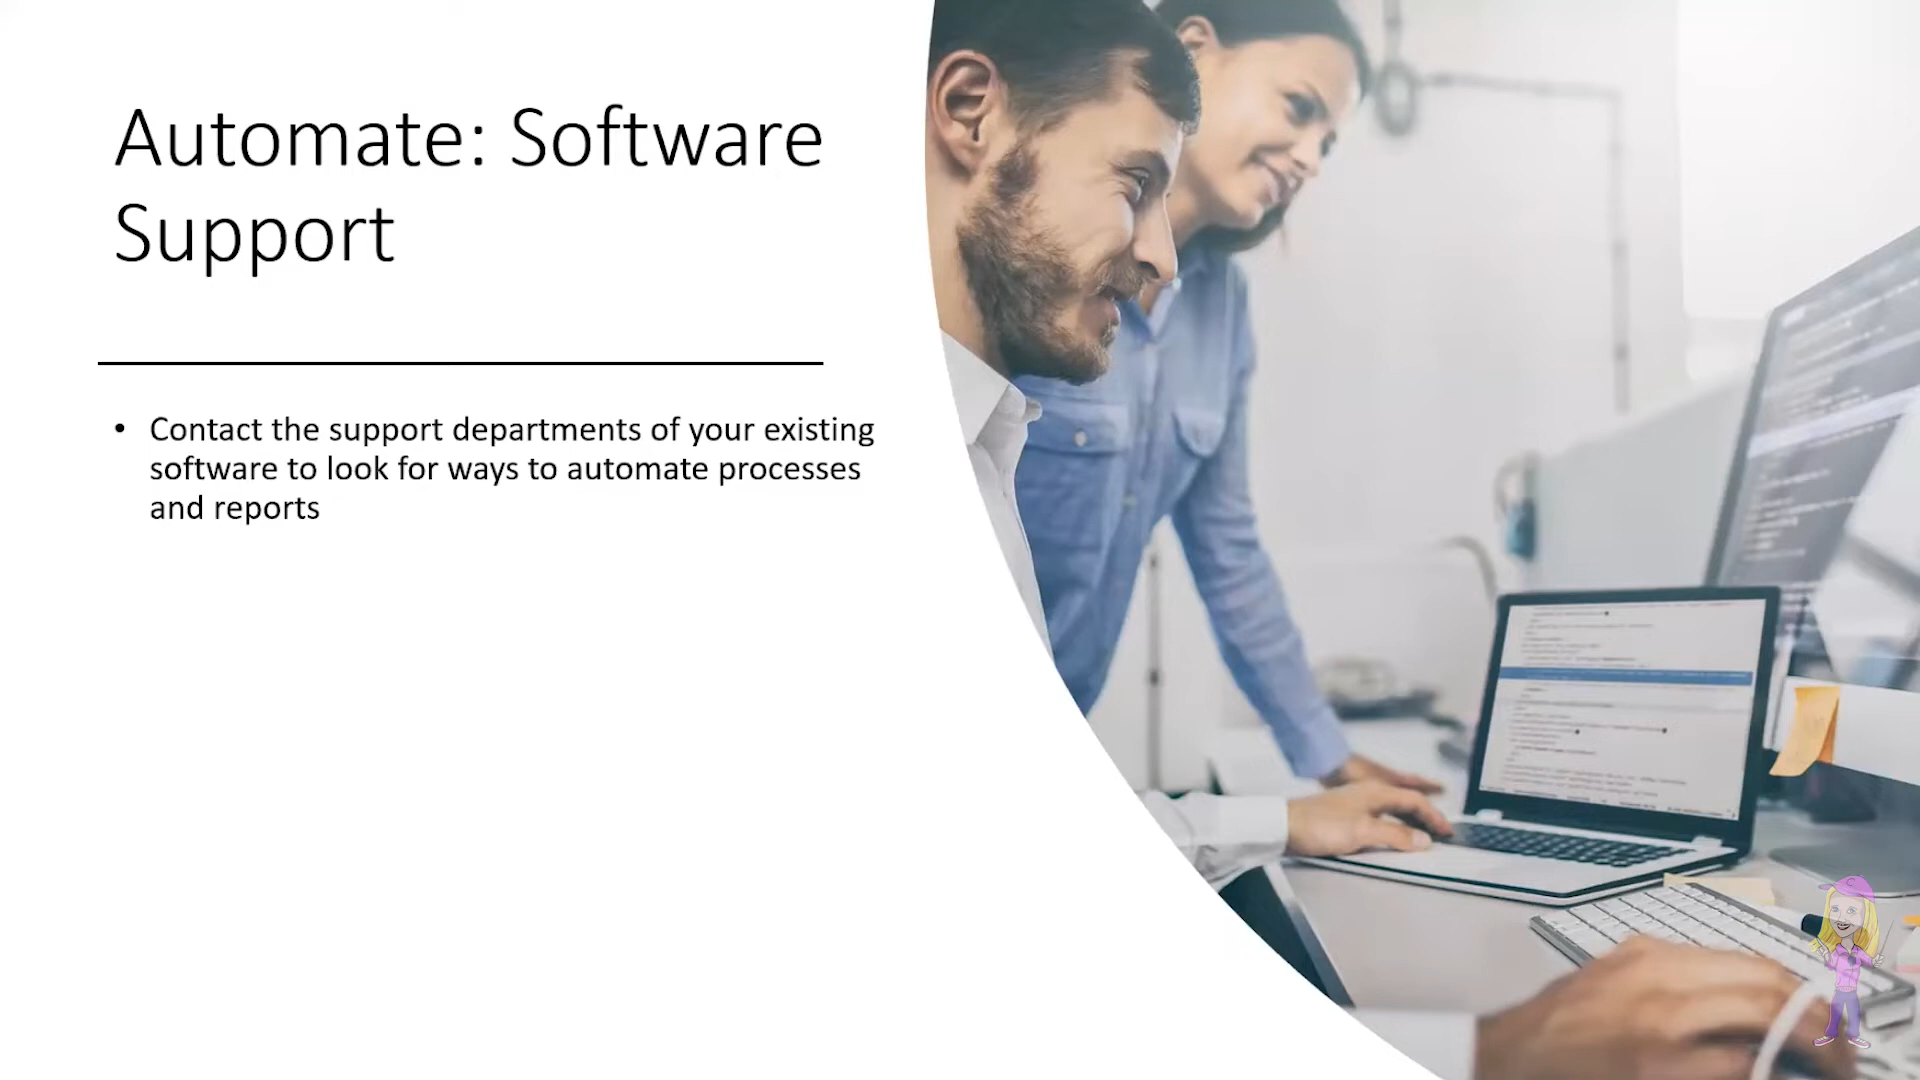 Automate: Software
Support
• Contact the support departments of your existing
software to look for ways to automate processes
and reports